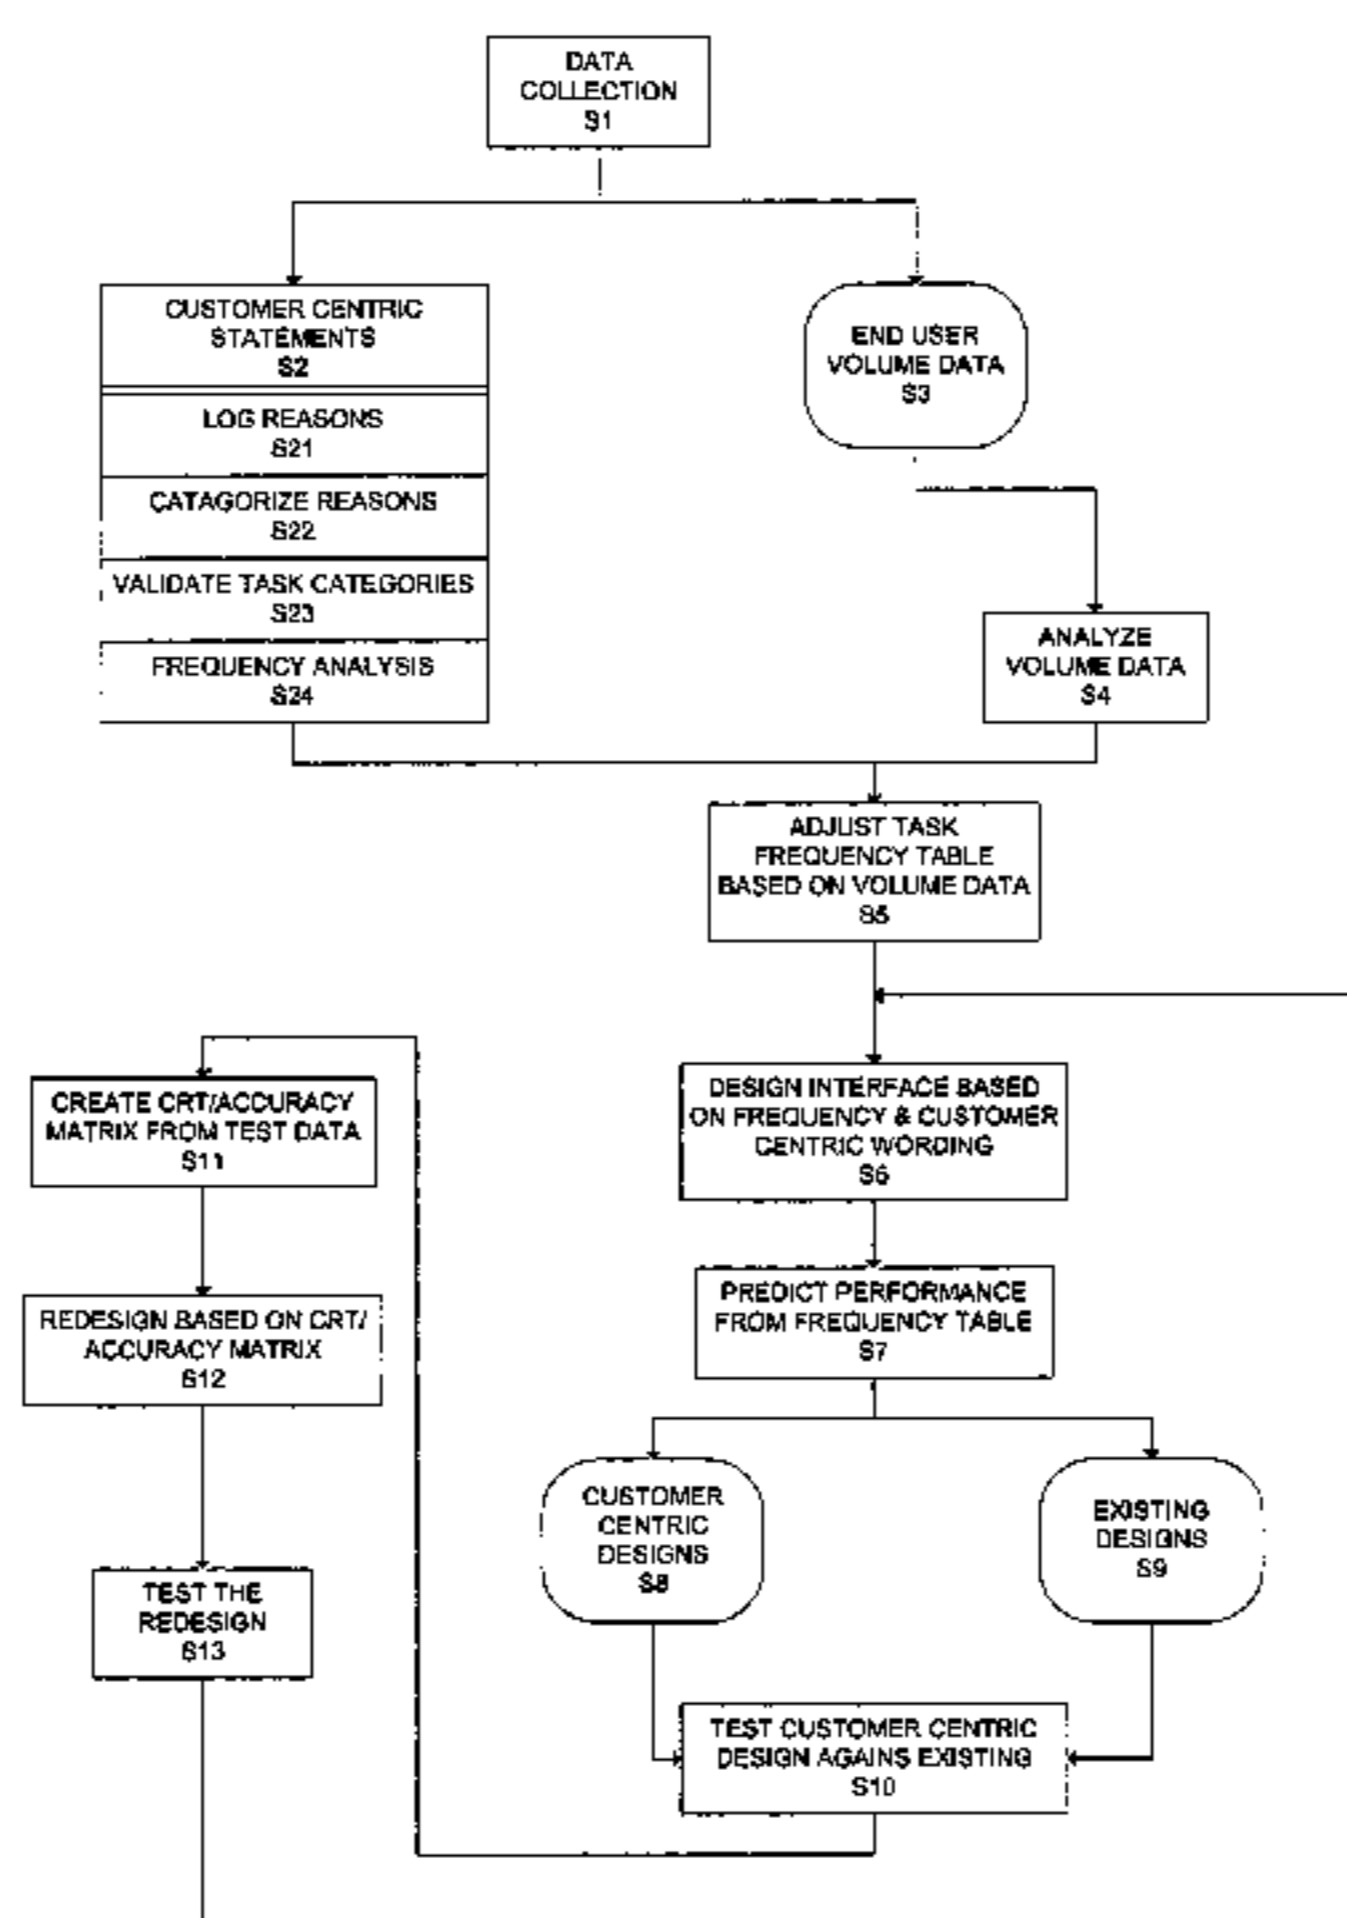 DATA
COLLECTION
S1
CUSTOMER CENTRIC
STATEMENTS
S2
LOG REASONS
S21
CATAGORIZE REASONS
S22
VALIDATE TASK CATEGORIES
S23
FREQUENCY ANALYSIS
S24
END USER
VOLUME DATA
S3
ANALYZE
VOLUME DATA
S4
ADJUST TASK
FREQUENCY TABLE
BASED ON VOLUME DATA
S5
DESIGN INTERFACE BASED
ON FREQUENCY & CUSTOMER
CENTRIC WORDING
S6
PREDICT PERFORMANCE
FROM FREQUENCY TABLE
S7
CUSTOMER
CENTRIC
DESIGNS
S8
EXISTING
DESIGNS
S9
TEST CUSTOMER CENTRIC
DESIGN AGAINS EXISTING
S10
CREATE CRT/ACCURACY
MATRIX FROM TEST DATA
S11
REDESIGN BASED ON CRT/
ACCURACY MATRIX
S12
TEST THE
REDESIGN
S13